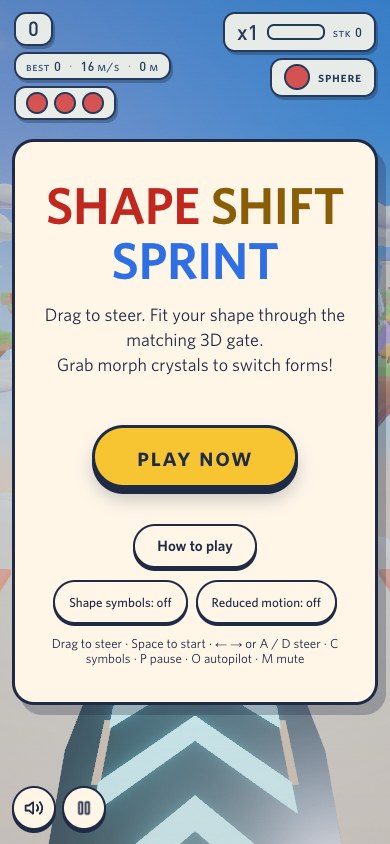 0
x1 STK 0
BEST 0 · 16 M/S · 0 M
SPHERE
SHAPE SHIFT
SPRINT
Drag to steer. Fit your shape through the
matching 3D gate.
Grab morph crystals to switch forms!
PLAY NOW
How to play
Shape symbols: off
Reduced motion: off
Drag to steer · Space to start · ← → or A / D steer · C
symbols · P pause · O autopilot · M mute